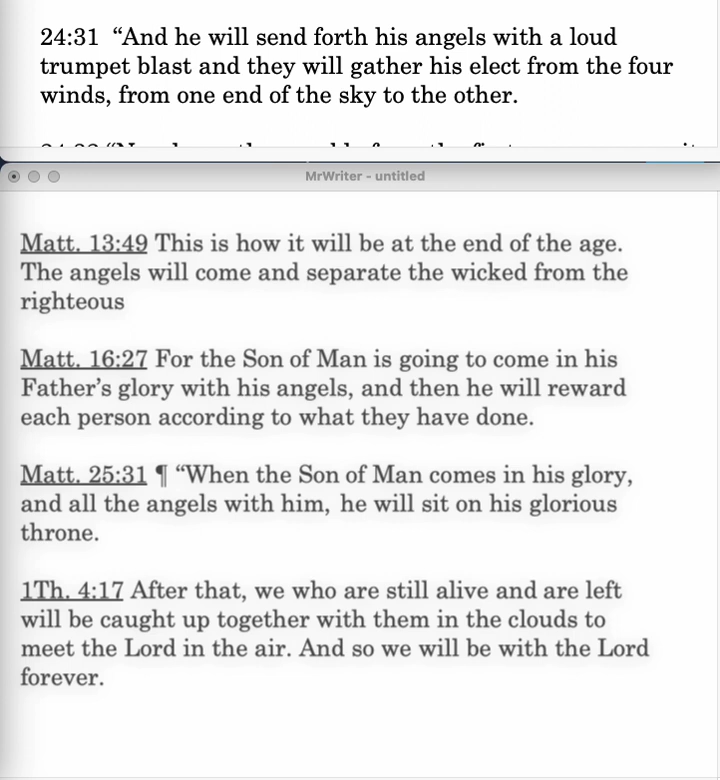 24:31 “And he will send forth his angels with a loud
trumpet blast and they will gather his elect from the four
winds, from one end of the sky to the other.
MrWriter - untitled
Matt. 13:49 This is how it will be at the end of the age.
The angels will come and separate the wicked from the
righteous
Matt. 16:27 For the Son of Man is going to come in his
Father’s glory with his angels, and then he will reward
each person according to what they have done.
Matt. 25:31 ¶ “When the Son of Man comes in his glory,
and all the angels with him, he will sit on his glorious
throne.
1Th. 4:17 After that, we who are still alive and are left
will be caught up together with them in the clouds to
meet the Lord in the air. And so we will be with the Lord
forever.